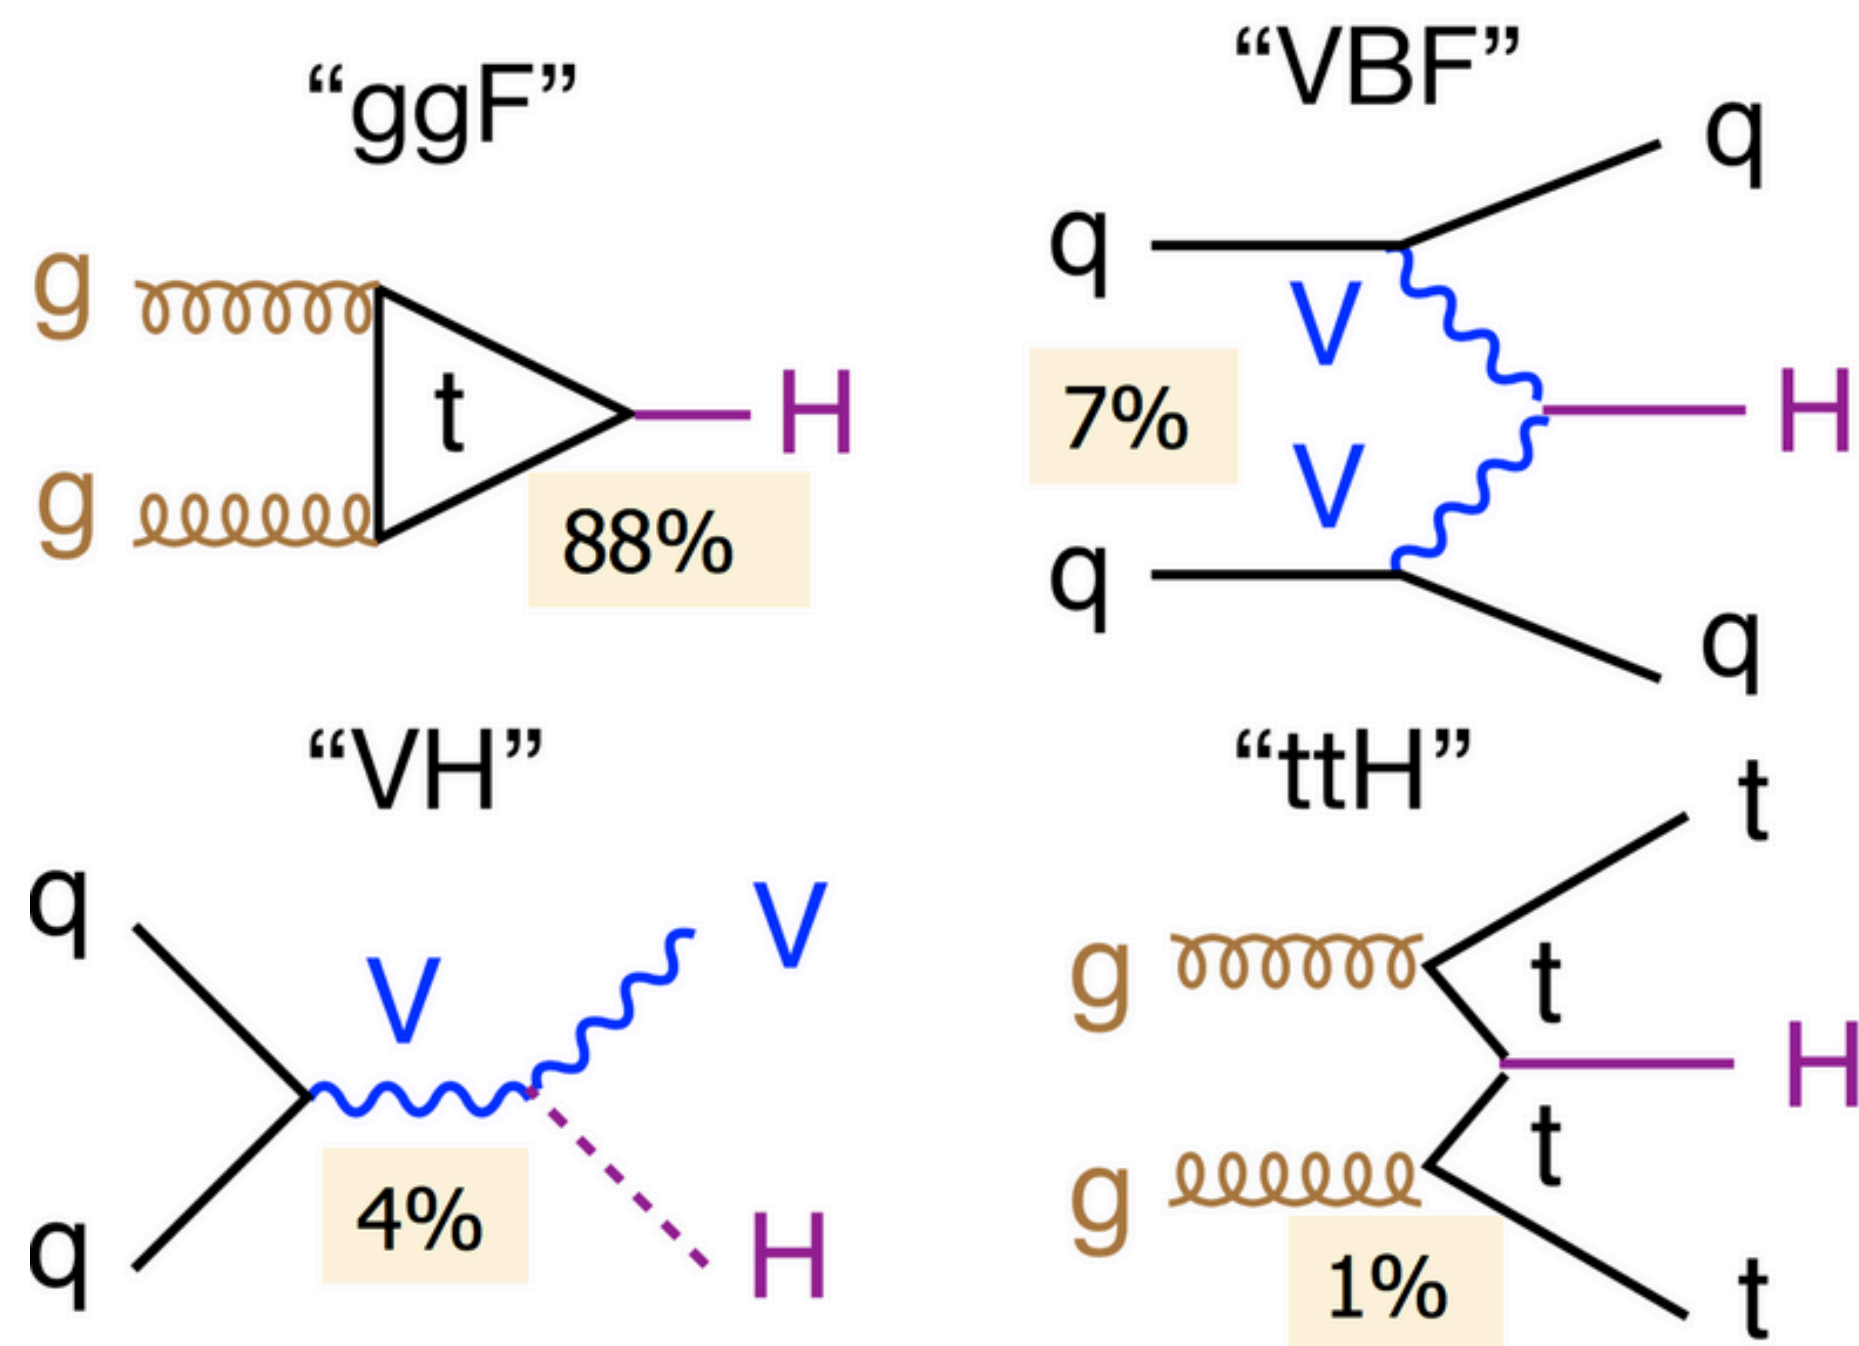 “ggF”
g
t
H
g
88%
“VBF”
q
q
V
7%
H
V
q
q
“VH”
q
V
V
4%
q
H
“ttH”
t
g
t
H
t
g
1%
t